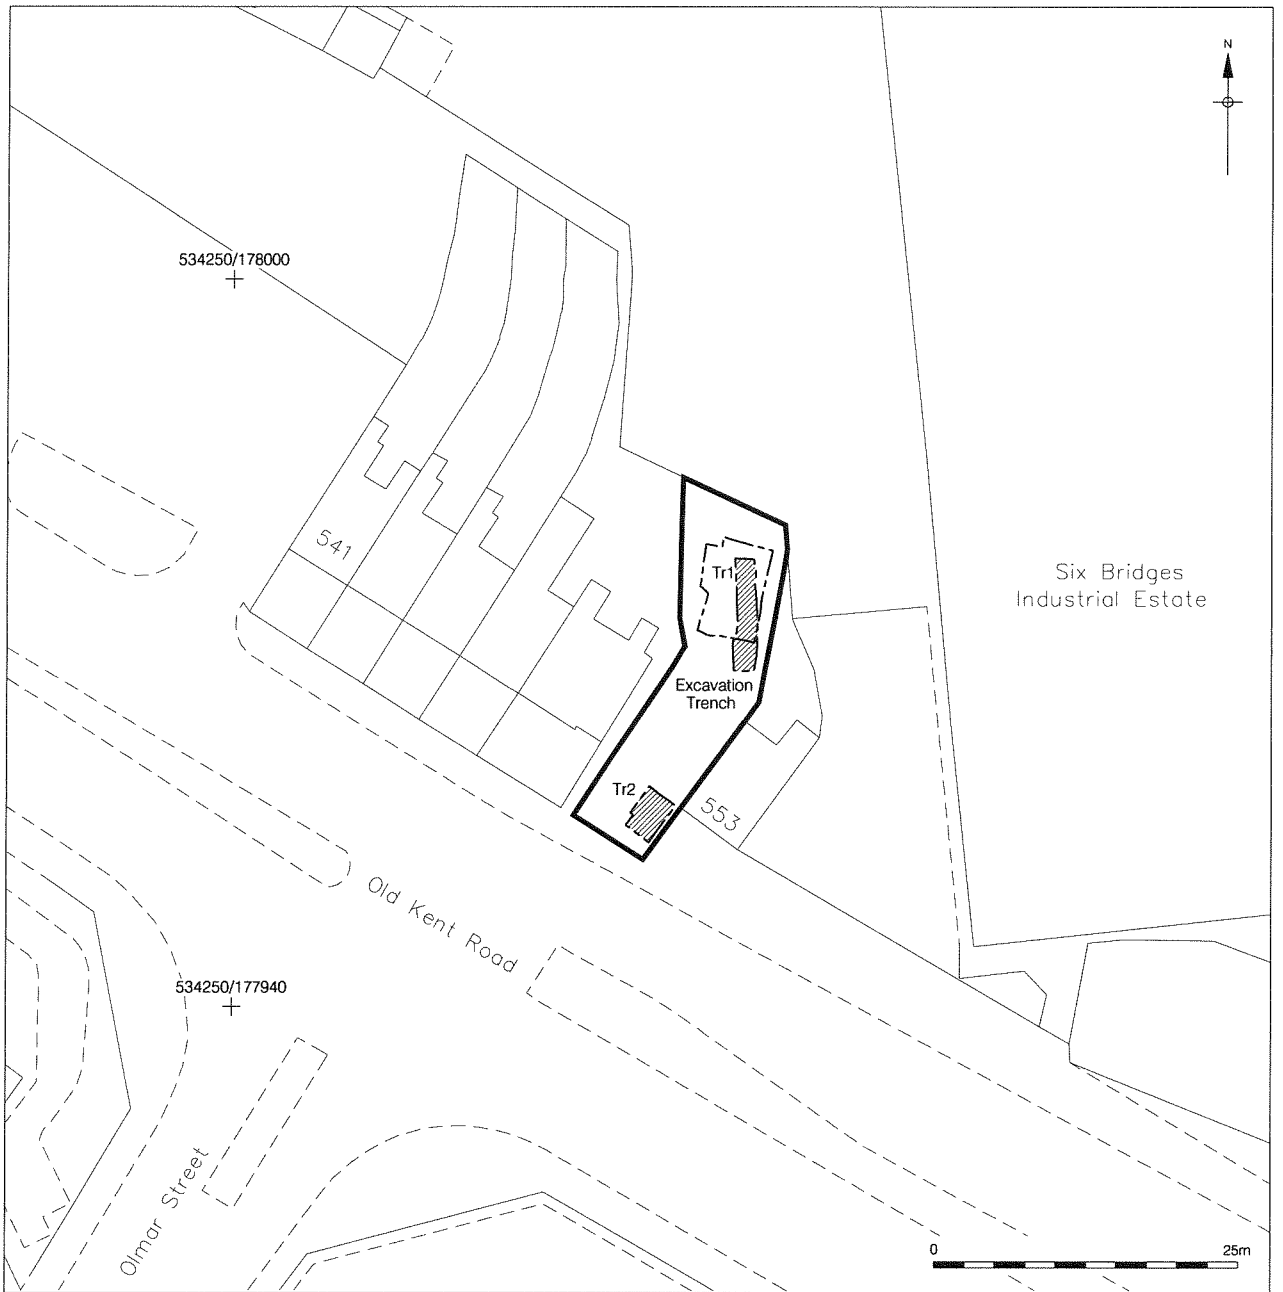 N
534250/178000
541
Tr1
Six Bridges
Industrial Estate
Excavation
Trench
Tr2
553
Old Kent Road
534250/177940
Olmar Street
0 25m